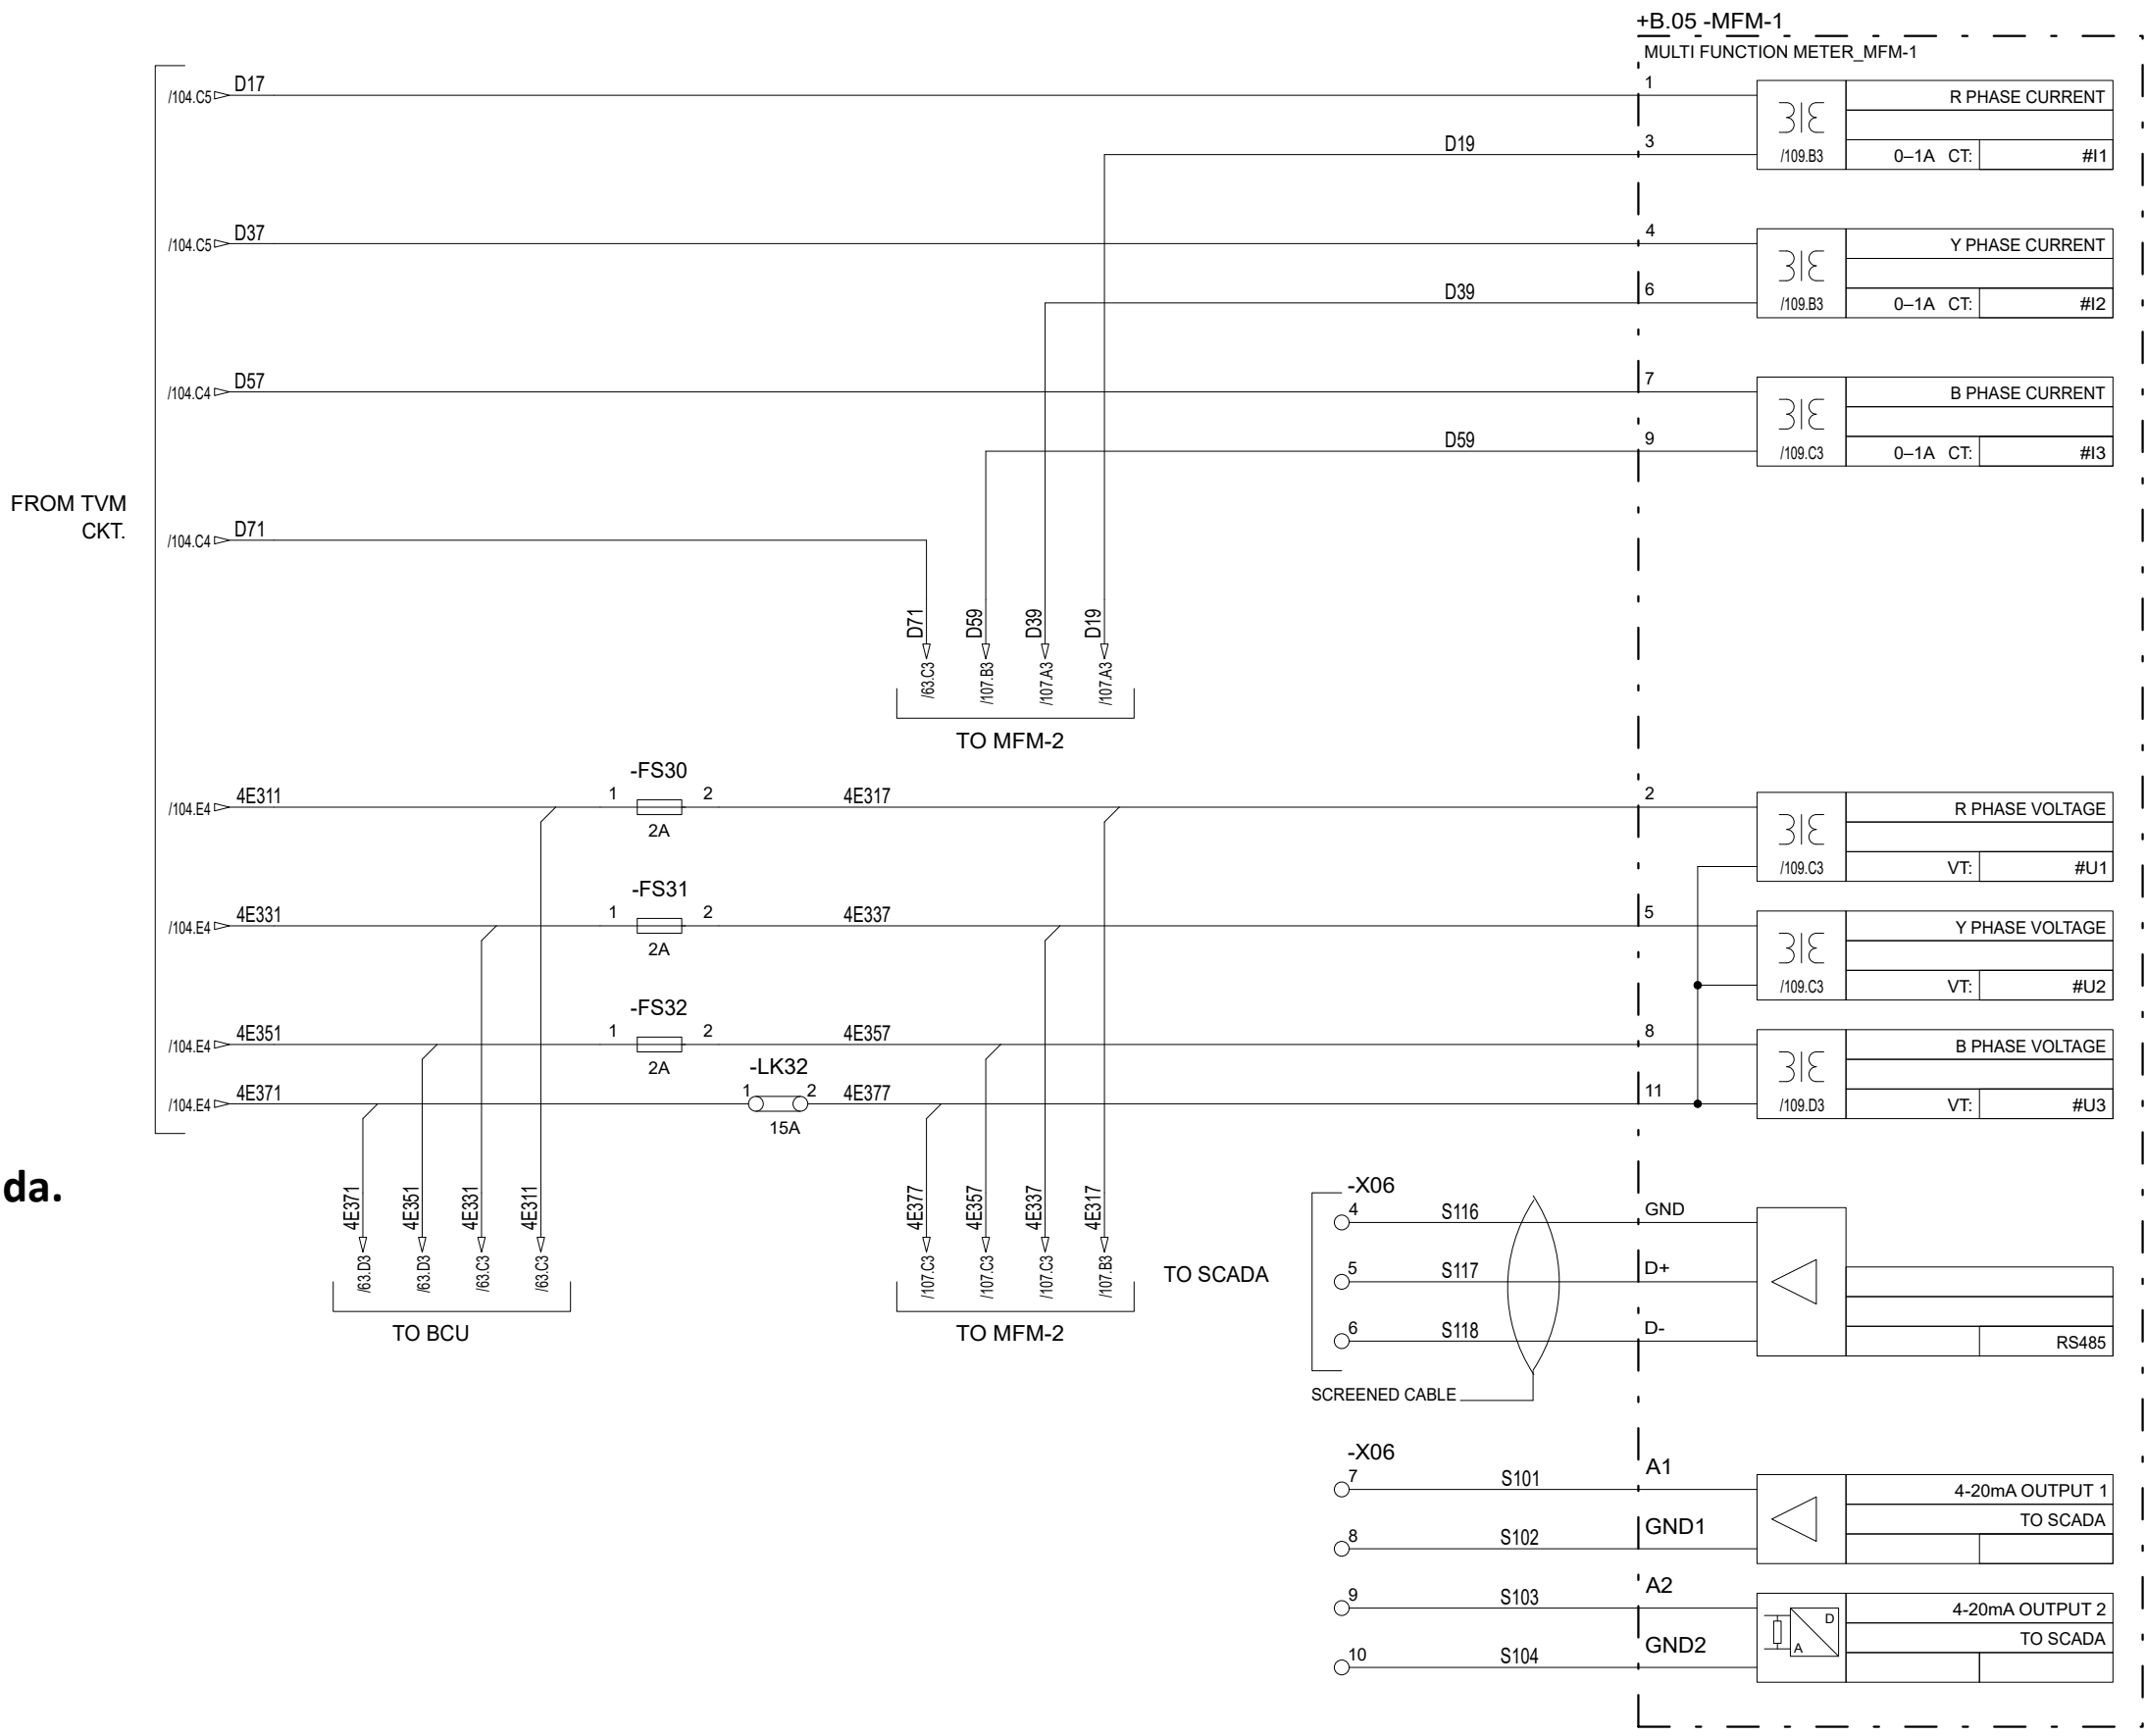 +B.05 -MFM-1
MULTI FUNCTION METER_MFM-1
/104.C5 D17 1 R PHASE CURRENT
D19 3 /109.B3 0–1A CT: #I1
/104.C5 D37 4 Y PHASE CURRENT
D39 6 /109.B3 0–1A CT: #I2
/104.C4 D57 7 B PHASE CURRENT
D59 9 /109.C3 0–1A CT: #I3
FROM TVM
CKT.
/104.C4 D71
D71 D59 D39 D19
/63.C3 /107.B3 /107.A3 /107.A3
TO MFM-2
-FS30
/104.E4 4E311 1 2 4E317 2 R PHASE VOLTAGE
2A
/109.C3 VT: #U1
-FS31
/104.E4 4E331 1 2 4E337 5 Y PHASE VOLTAGE
2A
/109.C3 VT: #U2
-FS32
/104.E4 4E351 1 2 4E357 8 B PHASE VOLTAGE
2A
-LK32
/104.E4 4E371 1 2 4E377 11 /109.D3 VT: #U3
15A
da.
4E371 4E351 4E331 4E311
/63.D3 /63.D3 /63.C3 /63.C3
TO BCU
4E377 4E357 4E337 4E317
/107.C3 /107.C3 /107.C3 /107.B3
TO MFM-2
-X06
4 S116 GND
TO SCADA
5 S117 D+
6 S118 D-
RS485
SCREENED CABLE
-X06
7 S101 A1 4-20mA OUTPUT 1
8 S102 GND1 TO SCADA
9 S103 A2 4-20mA OUTPUT 2
D
A
TO SCADA
10 S104 GND2